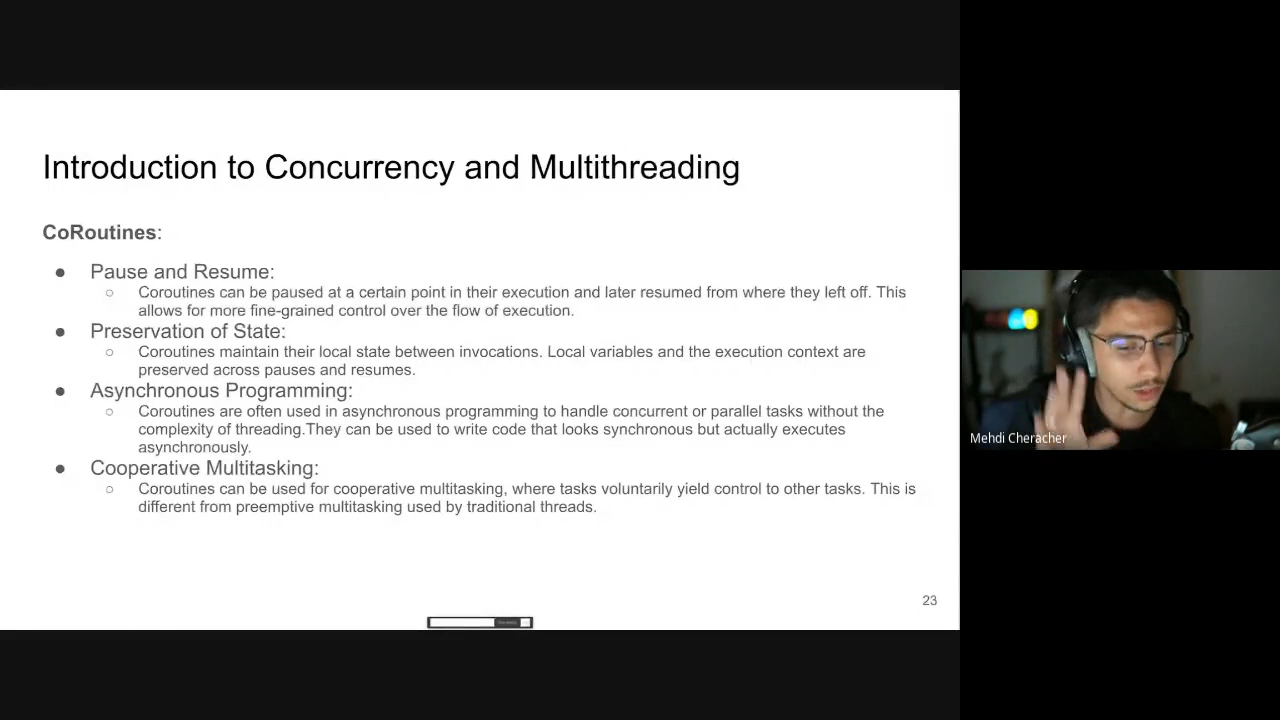 Introduction to Concurrency and Multithreading
CoRoutines:
● Pause and Resume:
○ Coroutines can be paused at a certain point in their execution and later resumed from where they left off. This
allows for more fine-grained control over the flow of execution.
● Preservation of State:
○ Coroutines maintain their local state between invocations. Local variables and the execution context are
preserved across pauses and resumes.
● Asynchronous Programming:
○ Coroutines are often used in asynchronous programming to handle concurrent or parallel tasks without the
complexity of threading.They can be used to write code that looks synchronous but actually executes
asynchronously.
● Cooperative Multitasking:
○ Coroutines can be used for cooperative multitasking, where tasks voluntarily yield control to other tasks. This is
different from preemptive multitasking used by traditional threads.
23
Mehdi Cheracher